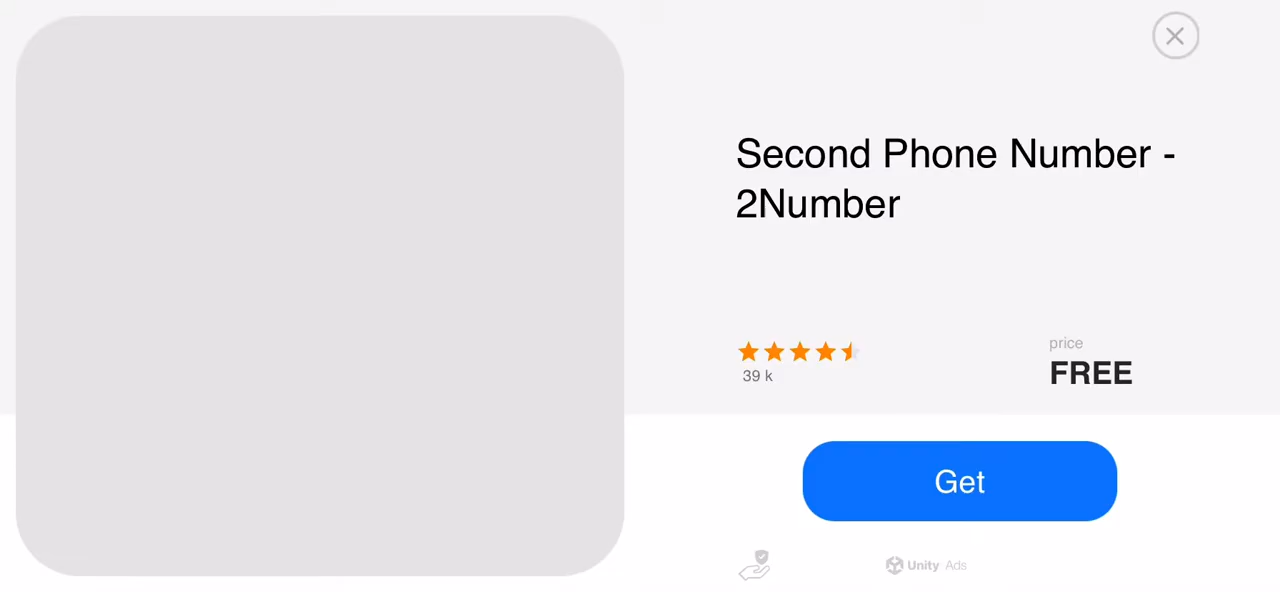 Second Phone Number -
2Number
39 k
price
FREE
Get
Unity Ads